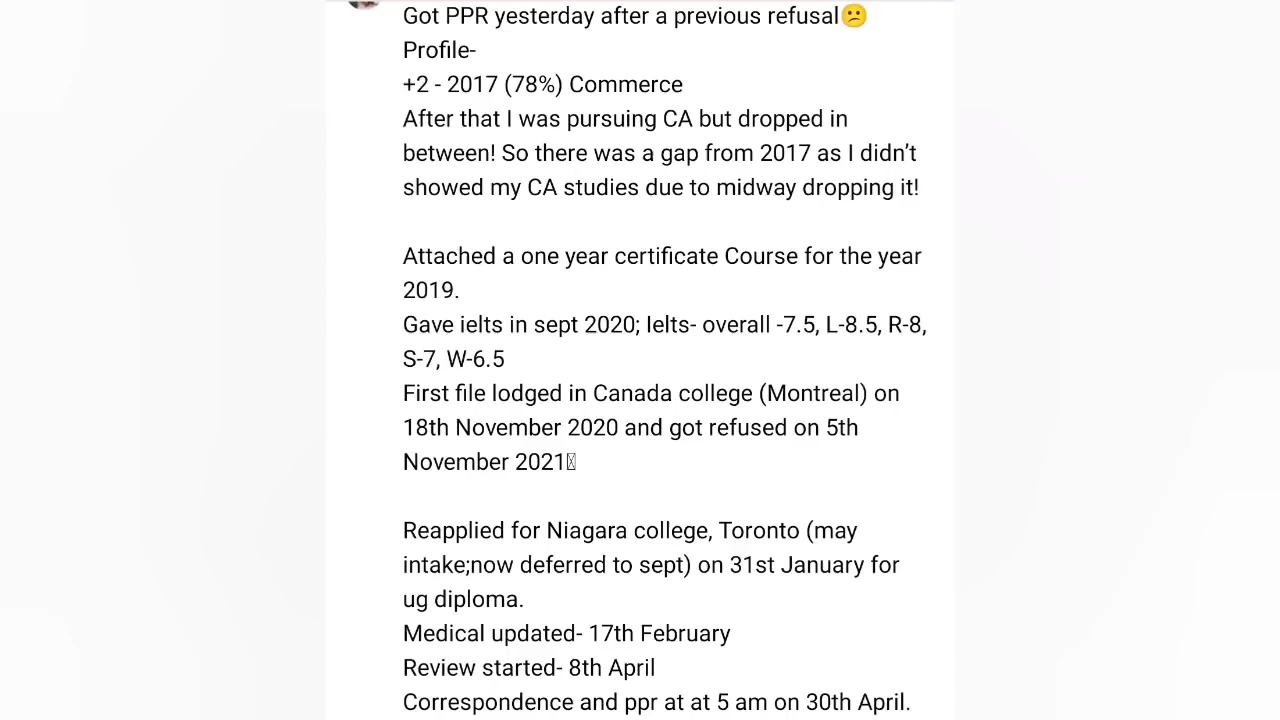 Got PPR yesterday after a previous refusal😕
Profile-
+2 - 2017 (78%) Commerce
After that I was pursuing CA but dropped in
between! So there was a gap from 2017 as I didn't
showed my CA studies due to midway dropping it!
Attached a one year certificate Course for the year
2019.
Gave ielts in sept 2020; Ielts- overall -7.5, L-8.5, R-8,
S-7, W-6.5
First file lodged in Canada college (Montreal) on
18th November 2020 and got refused on 5th
November 2021
Reapplied for Niagara college, Toronto (may
intake;now deferred to sept) on 31st January for
ug diploma.
Medical updated- 17th February
Review started- 8th April
Correspondence and ppr at at 5 am on 30th April.